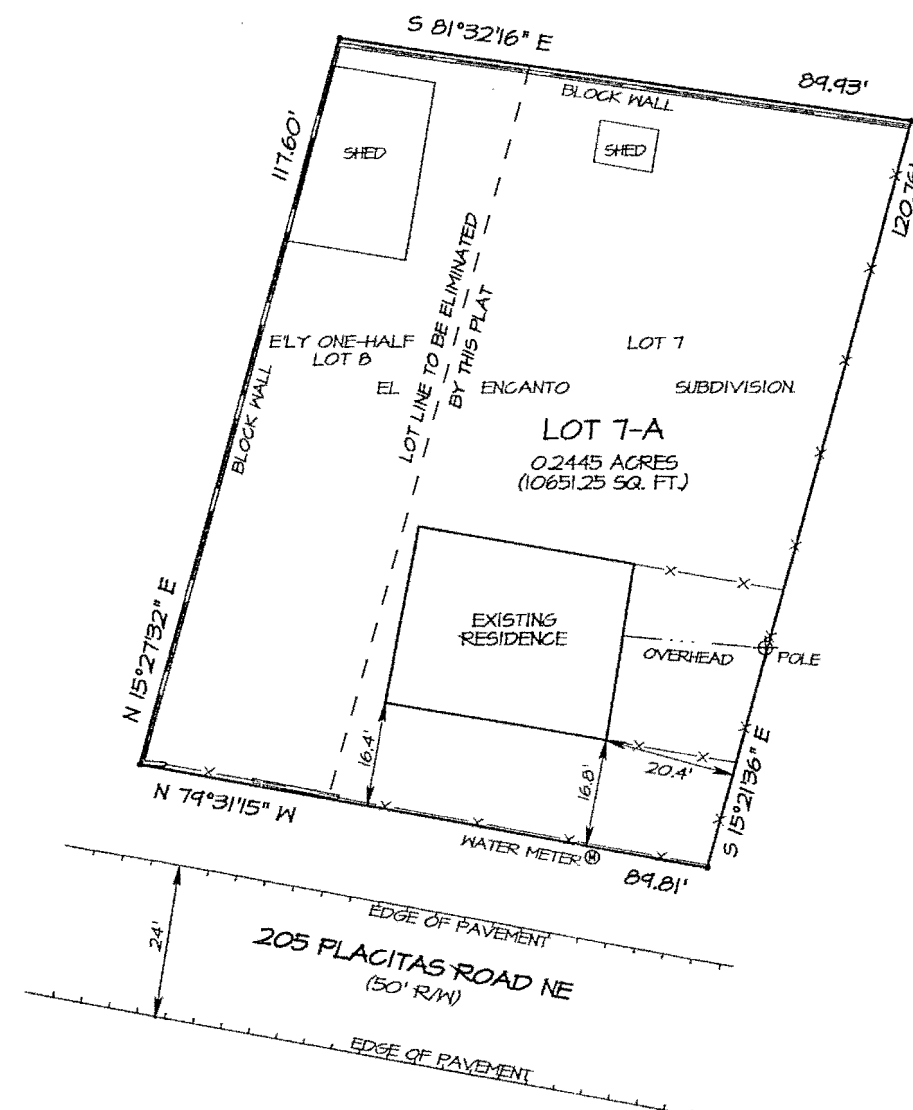 S 81°32'16" E
89.93'
BLOCK WALL
117.60'
SHED
SHED
120.76'
LOT LINE TO BE ELIMINATED
BY THIS PLAT
E'LY ONE-HALF
LOT 8
LOT 7
EL ENCANTO SUBDIVISION
BLOCK WALL
LOT 7-A
0.2445 ACRES
(10651.25 SQ. FT.)
EXISTING
RESIDENCE
OVERHEAD
POLE
N 15°27'32" E
16.4'
16.8'
20.4'
S 15°21'36" E
N 79°31'15" W
WATER METER
M
89.81'
EDGE OF PAVEMENT
24'
205 PLACITAS ROAD NE
(50' R/W)
EDGE OF PAVEMENT